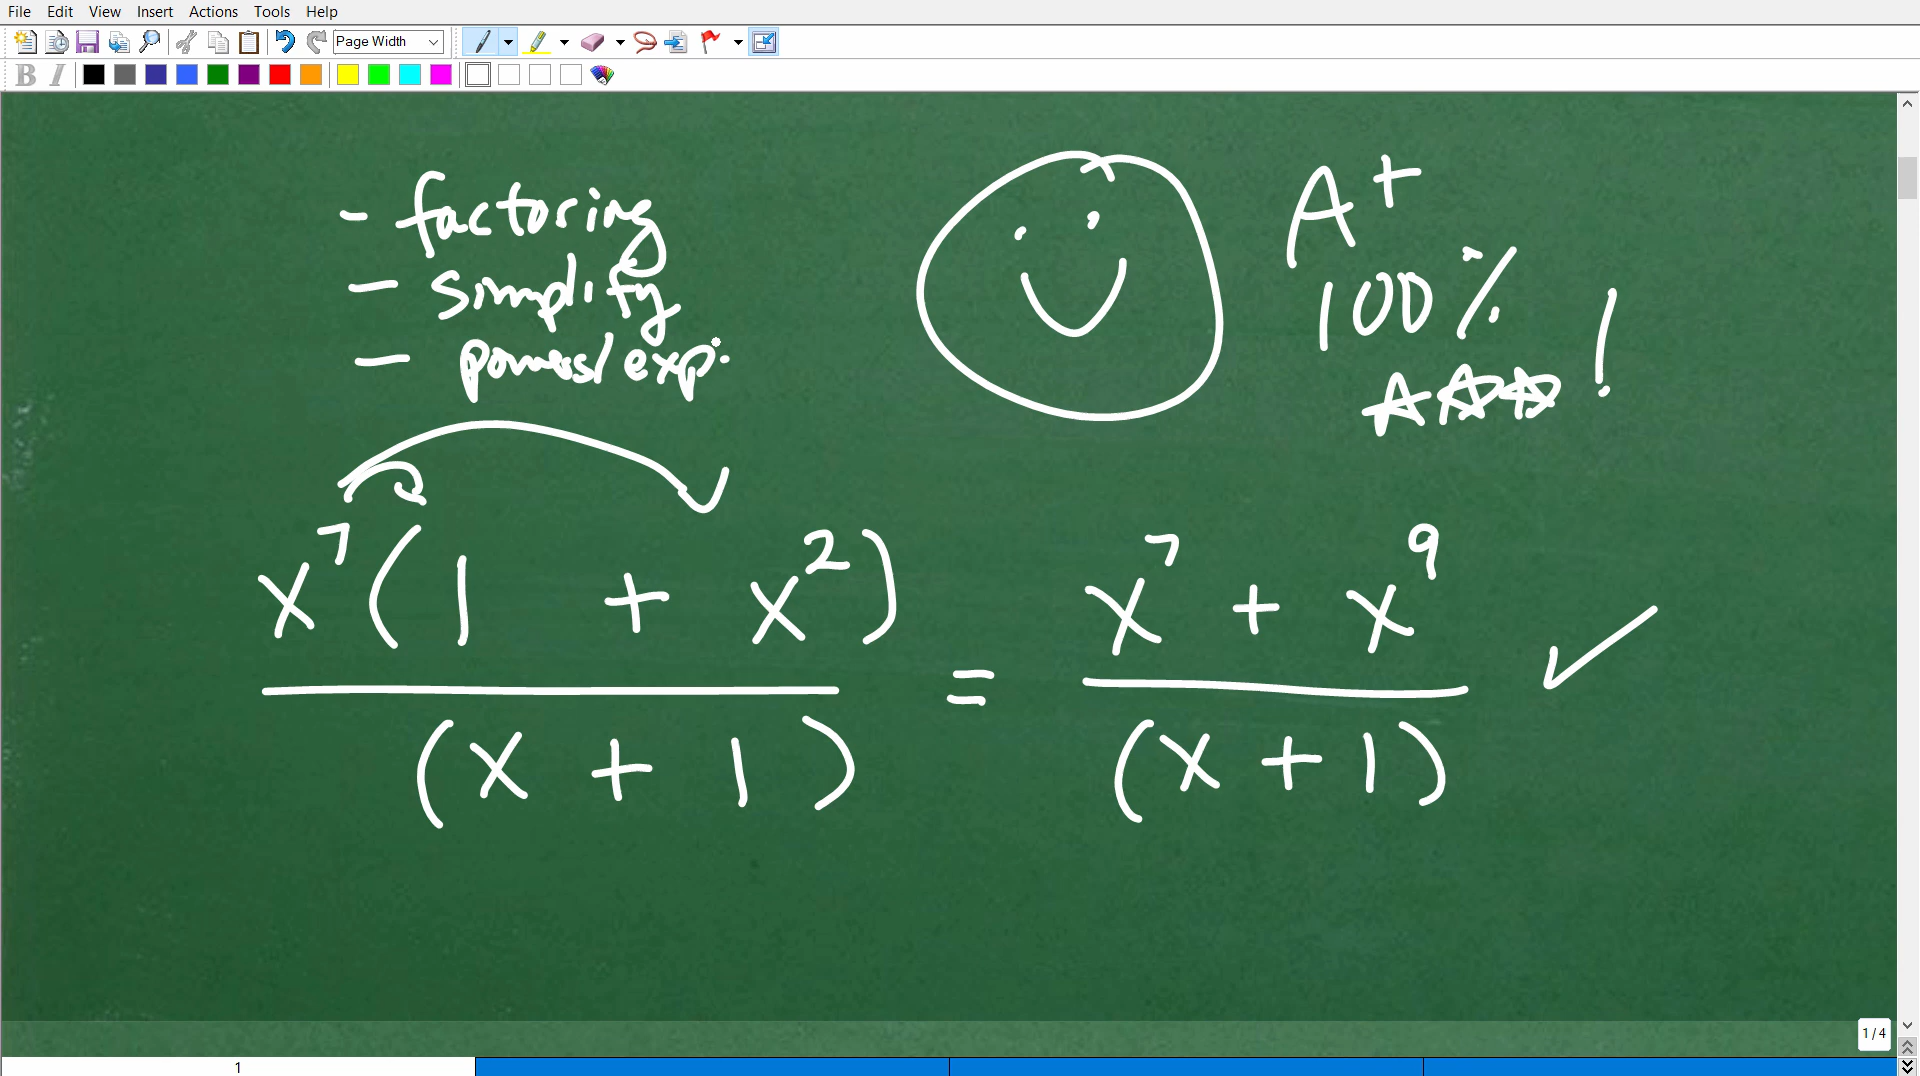 File Edit View Insert Actions Tools Help
Page Width
B I
- factoring
- simplify
- powers/exp.
A+
100%
!
x⁷(1 + x²) / (x + 1) = x⁷ + x⁹ / (x + 1) ✓
1 / 4
1